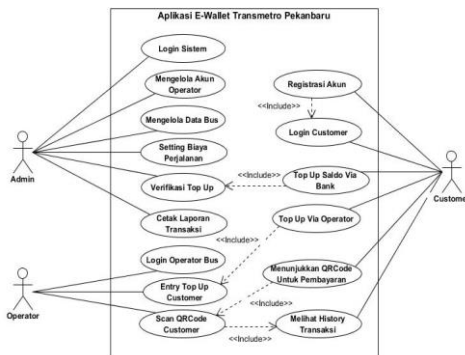 Aplikasi E-Wallet Transmetro Pekanbaru
Login Sistem
Mengelola Akun
Operator
Registrasi Akun
<<Include>>
Mengelola Data Bus
Login Customer
Setting Biaya
Perjalanan
<<Include>>
Admin
Verifikasi Top Up
Top Up Saldo Via
Bank
Customer
Cetak Laporan
Transaksi
Top Up Via Operator
<<Include>>
Login Operator Bus
Menunjukkan QRCode
Untuk Pembayaran
Entry Top Up
Customer
<<Include>>
Operator
Scan QRCode
Customer
Melihat History
Transaksi
<<Include>>